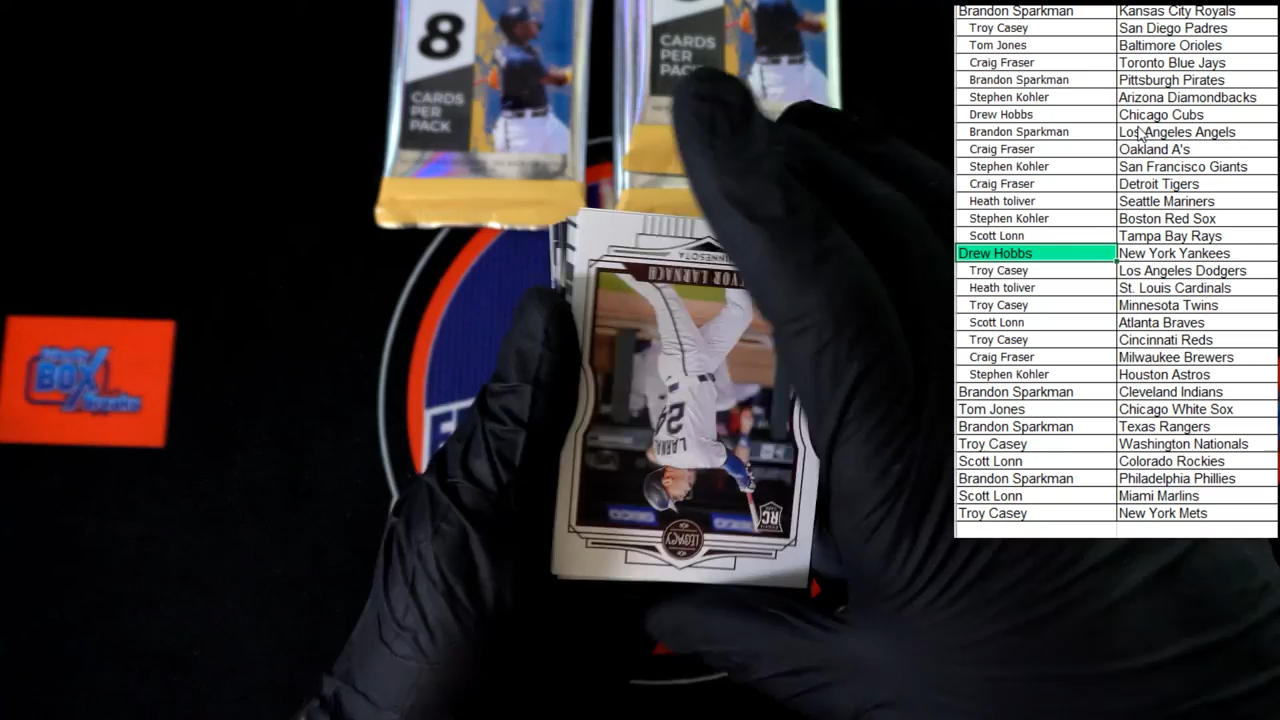 8
CARDS
PER
PACK
CARDS
PER
PACK
MINNESOTA
VOR LARNACH
LARNA
24
RC
LEGACY
BOX
Brandon Sparkman Kansas City Royals
Troy Casey San Diego Padres
Tom Jones Baltimore Orioles
Craig Fraser Toronto Blue Jays
Brandon Sparkman Pittsburgh Pirates
Stephen Kohler Arizona Diamondbacks
Drew Hobbs Chicago Cubs
Brandon Sparkman Los Angeles Angels
Craig Fraser Oakland A's
Stephen Kohler San Francisco Giants
Craig Fraser Detroit Tigers
Heath toliver Seattle Mariners
Stephen Kohler Boston Red Sox
Scott Lonn Tampa Bay Rays
Drew Hobbs New York Yankees
Troy Casey Los Angeles Dodgers
Heath toliver St. Louis Cardinals
Troy Casey Minnesota Twins
Scott Lonn Atlanta Braves
Troy Casey Cincinnati Reds
Craig Fraser Milwaukee Brewers
Stephen Kohler Houston Astros
Brandon Sparkman Cleveland Indians
Tom Jones Chicago White Sox
Brandon Sparkman Texas Rangers
Troy Casey Washington Nationals
Scott Lonn Colorado Rockies
Brandon Sparkman Philadelphia Phillies
Scott Lonn Miami Marlins
Troy Casey New York Mets